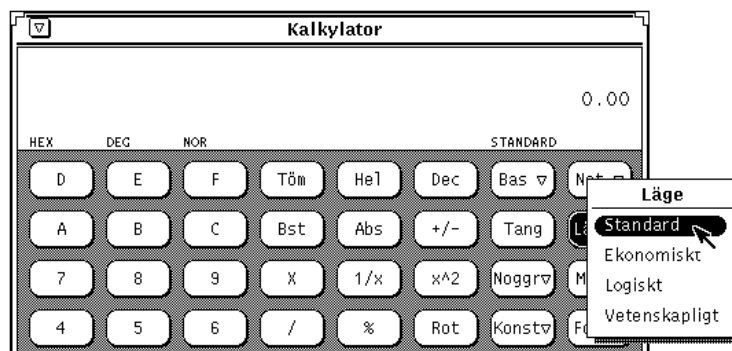 Kalkylator
0.00
HEX DEG NOR STANDARD
D E F Töm Hel Dec Bas
A B C Bst Abs +/- Tang
7 8 9 X 1/x x^2 Noggr
4 5 6 / % Rot Konst
Läge
Standard
Ekonomiskt
Logiskt
Vetenskapligt